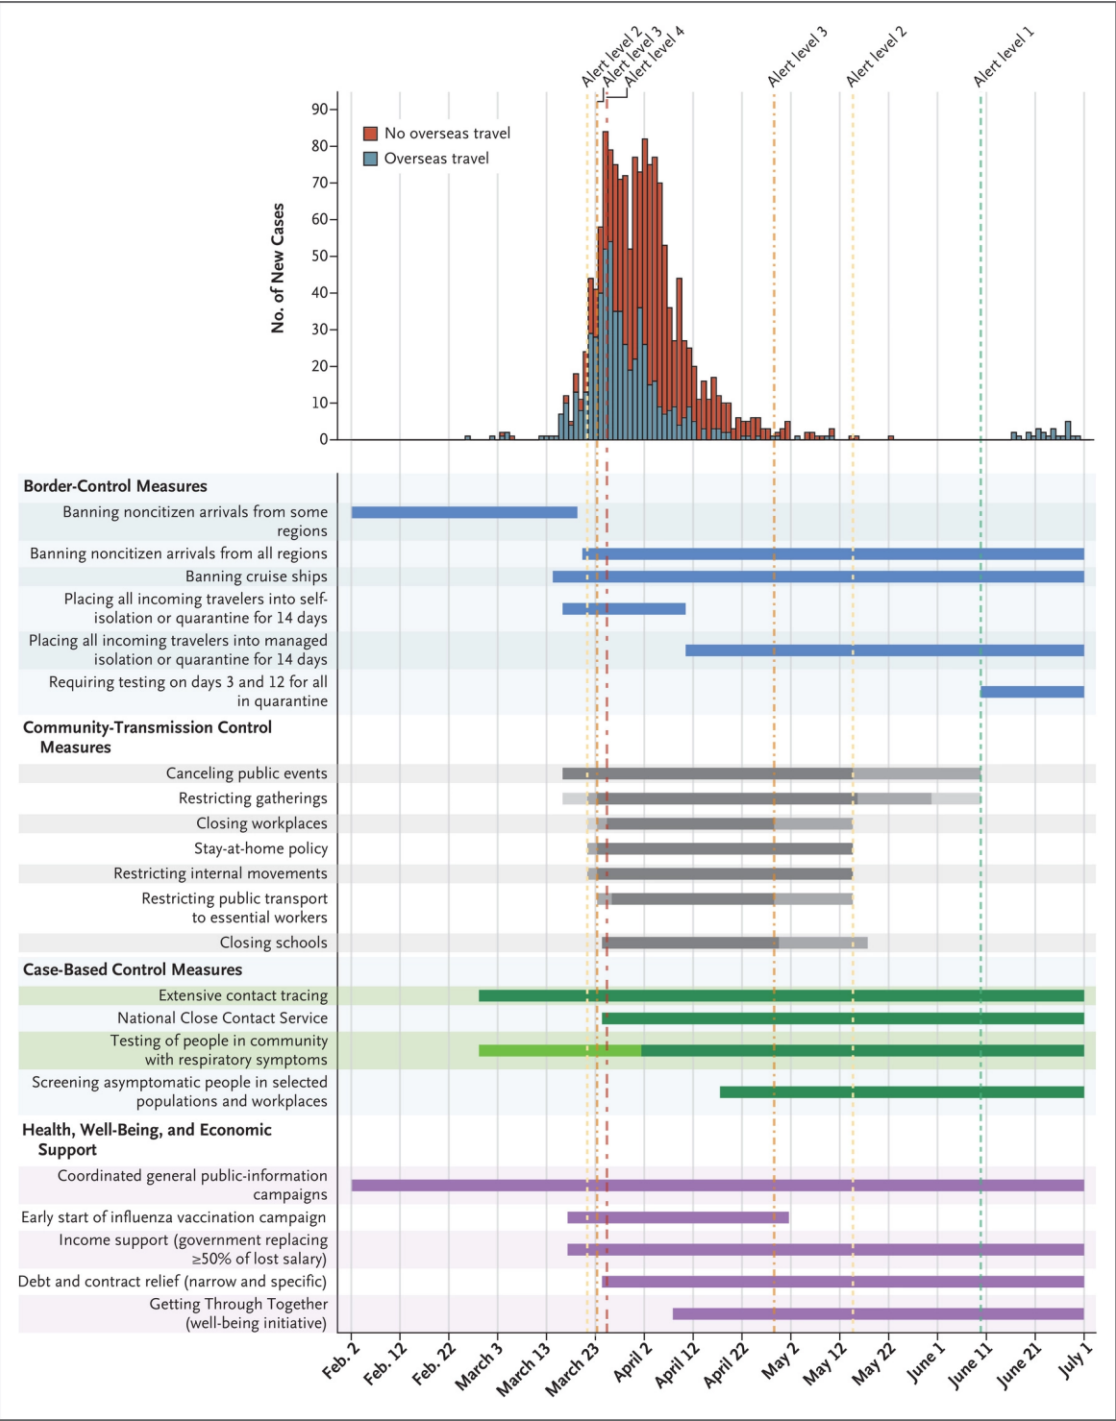 Alert level 2
Alert level 3
Alert level 4
Alert level 3
Alert level 2
Alert level 1
No. of New Cases
90
80
70
60
50
40
30
20
10
0
No overseas travel
Overseas travel
Border-Control Measures
Banning noncitizen arrivals from some
regions
Banning noncitizen arrivals from all regions
Banning cruise ships
Placing all incoming travelers into self-
isolation or quarantine for 14 days
Placing all incoming travelers into managed
isolation or quarantine for 14 days
Requiring testing on days 3 and 12 for all
in quarantine
Community-Transmission Control
Measures
Canceling public events
Restricting gatherings
Closing workplaces
Stay-at-home policy
Restricting internal movements
Restricting public transport
to essential workers
Closing schools
Case-Based Control Measures
Extensive contact tracing
National Close Contact Service
Testing of people in community
with respiratory symptoms
Screening asymptomatic people in selected
populations and workplaces
Health, Well-Being, and Economic
Support
Coordinated general public-information
campaigns
Early start of influenza vaccination campaign
Income support (government replacing
≥50% of lost salary)
Debt and contract relief (narrow and specific)
Getting Through Together
(well-being initiative)
Feb. 2
Feb. 12
Feb. 22
March 3
March 13
March 23
April 2
April 12
April 22
May 2
May 12
May 22
June 1
June 11
June 21
July 1